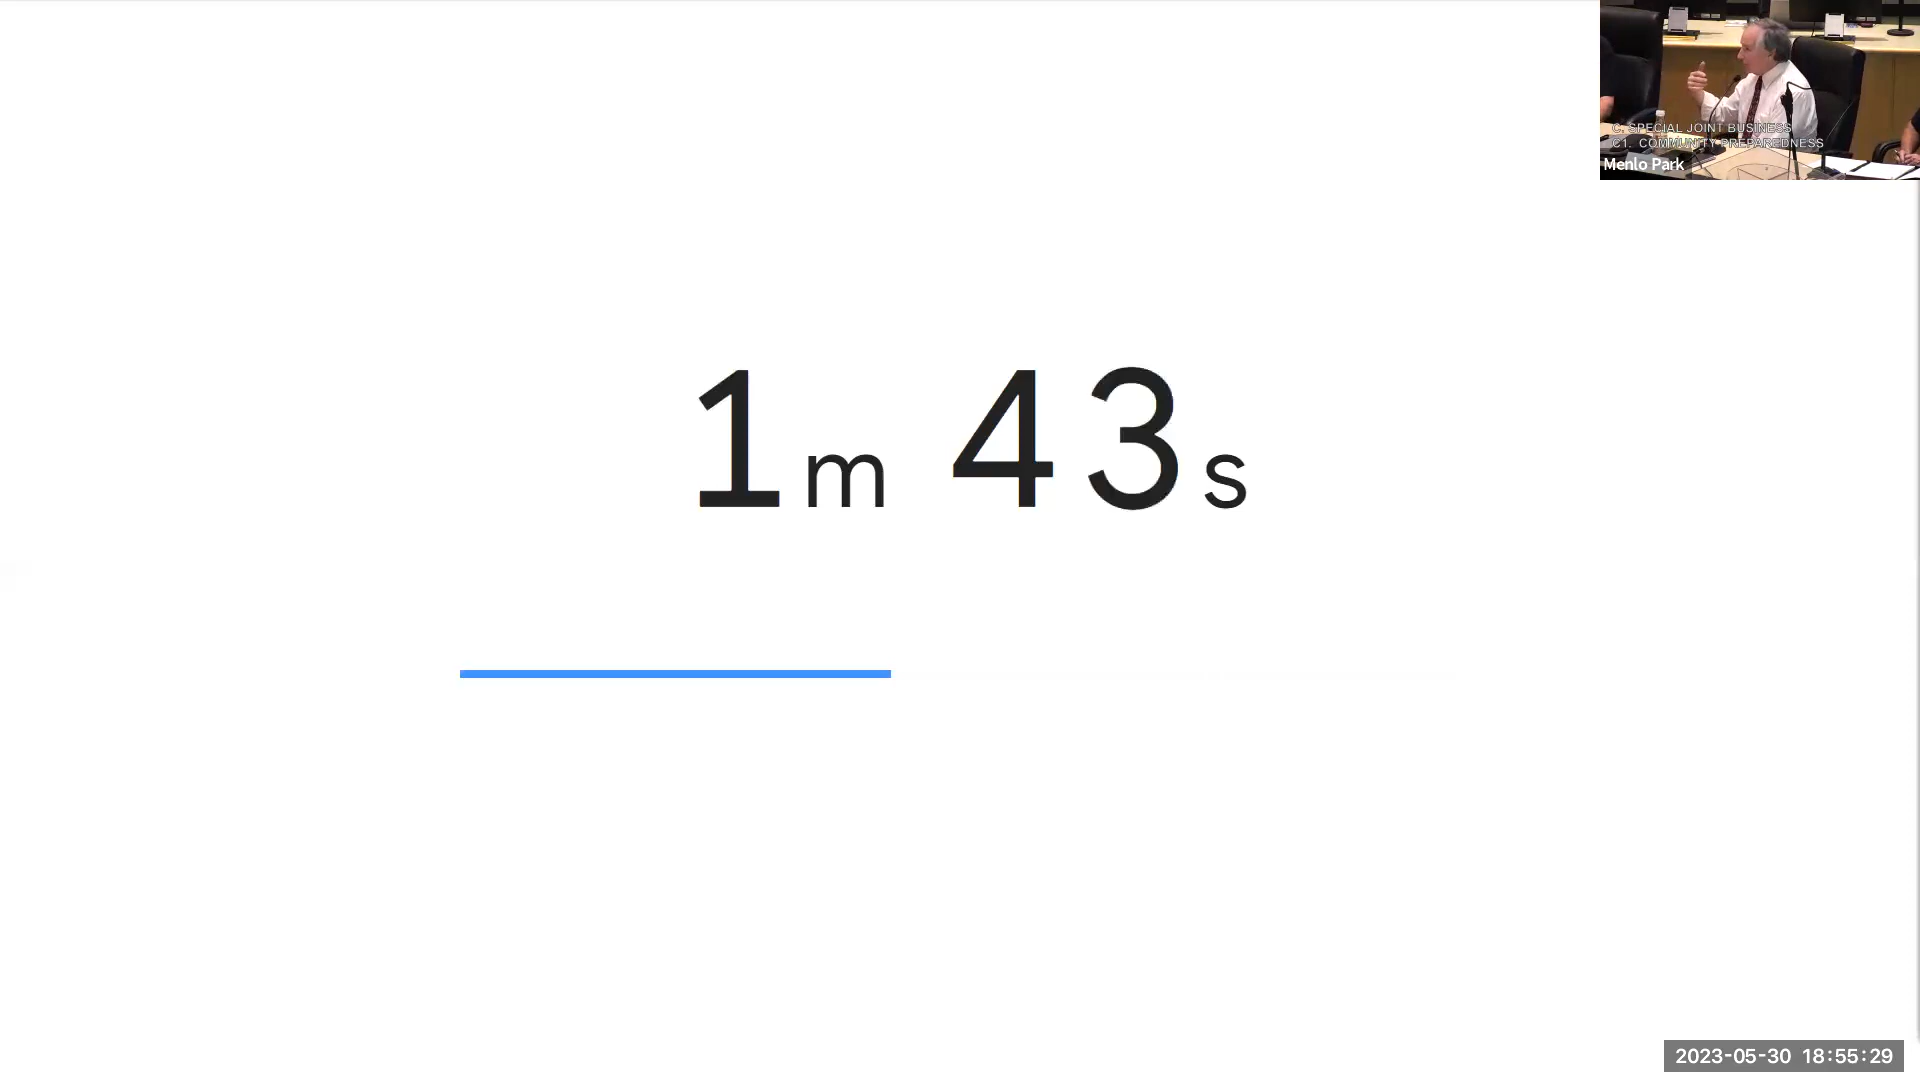 C. SPECIAL JOINT BUSINESS
C1. COMMUNITY PREPAREDNESS
Menlo Park
1m 43s
2023-05-30 18:55:29